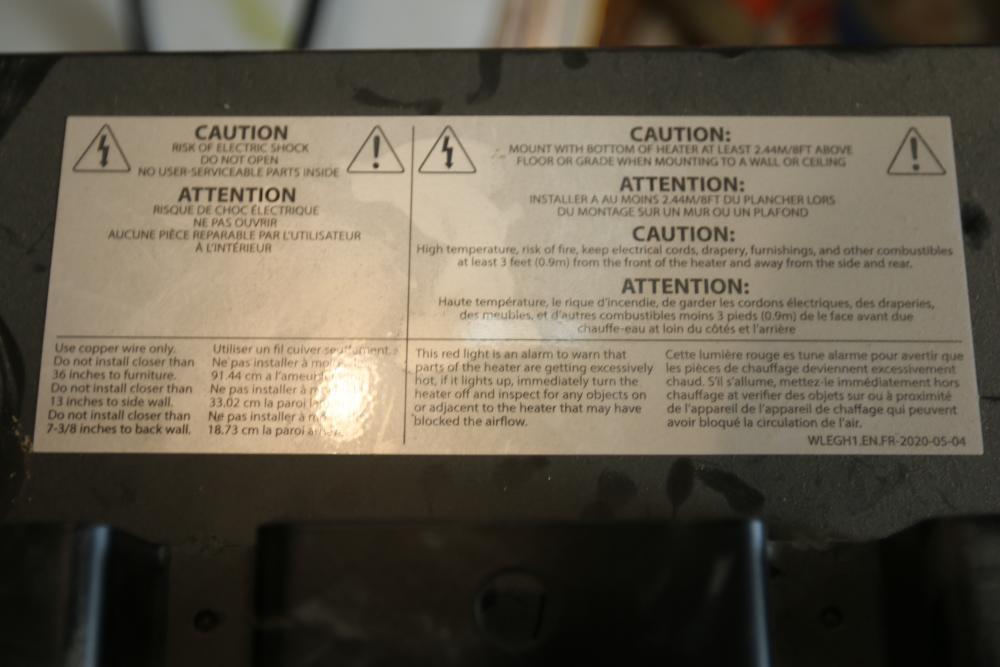 CAUTION
RISK OF ELECTRIC SHOCK
DO NOT OPEN
NO USER-SERVICEABLE PARTS INSIDE
ATTENTION
RISQUE DE CHOC ÉLECTRIQUE
NE PAS OUVRIR
AUCUNE PIÈCE REPARABLE PAR L'UTILISATEUR
À L'INTÉRIEUR
CAUTION:
MOUNT WITH BOTTOM OF HEATER AT LEAST 2.44M/8FT ABOVE
FLOOR OR GRADE WHEN MOUNTING TO A WALL OR CEILING
ATTENTION:
INSTALLER A AU MOINS 2.44M/8FT DU PLANCHER LORS
DU MONTAGE SUR UN MUR OU UN PLAFOND
CAUTION:
High temperature, risk of fire, keep electrical cords, drapery, furnishings, and other combustibles
at least 3 feet (0.9m) from the front of the heater and away from the side and rear.
ATTENTION:
Haute température, le rique d'incendie, de garder les cordons électriques, des draperies,
des meubles, et d'autres combustibles moins 3 pieds (0.9m) de le face avant due
chauffe-eau at loin du côtés et l'arrière
Use copper wire only.
Do not install closer than
36 inches to furniture.
Do not install closer than
13 inches to side wall.
Do not install closer than
7-3/8 inches to back wall.
Utiliser un fil cuiver
Ne pas installer à
91.44 cm a
Ne pas installer à
33.02 cm la paroi
Ne pas installer à
18.73 cm la paroi
This red light is an alarm to warn that
parts of the heater are getting excessively
hot, if it lights up, immediately turn the
heater off and inspect for any objects on
or adjacent to the heater that may have
blocked the airflow.
Cette lumière rouge es tune alarme pour avertir que
les pièces de chauffage deviennent excessivement
chaud. S'il s'allume, mettez-le immédiatement hors
chauffage at verifier des objets sur ou à proximité
de l'appareil de l'appareil de chaffage qui peuvent
avoir bloqué la circulation de l'air.
WLEGH1.EN.FR-2020-05-04